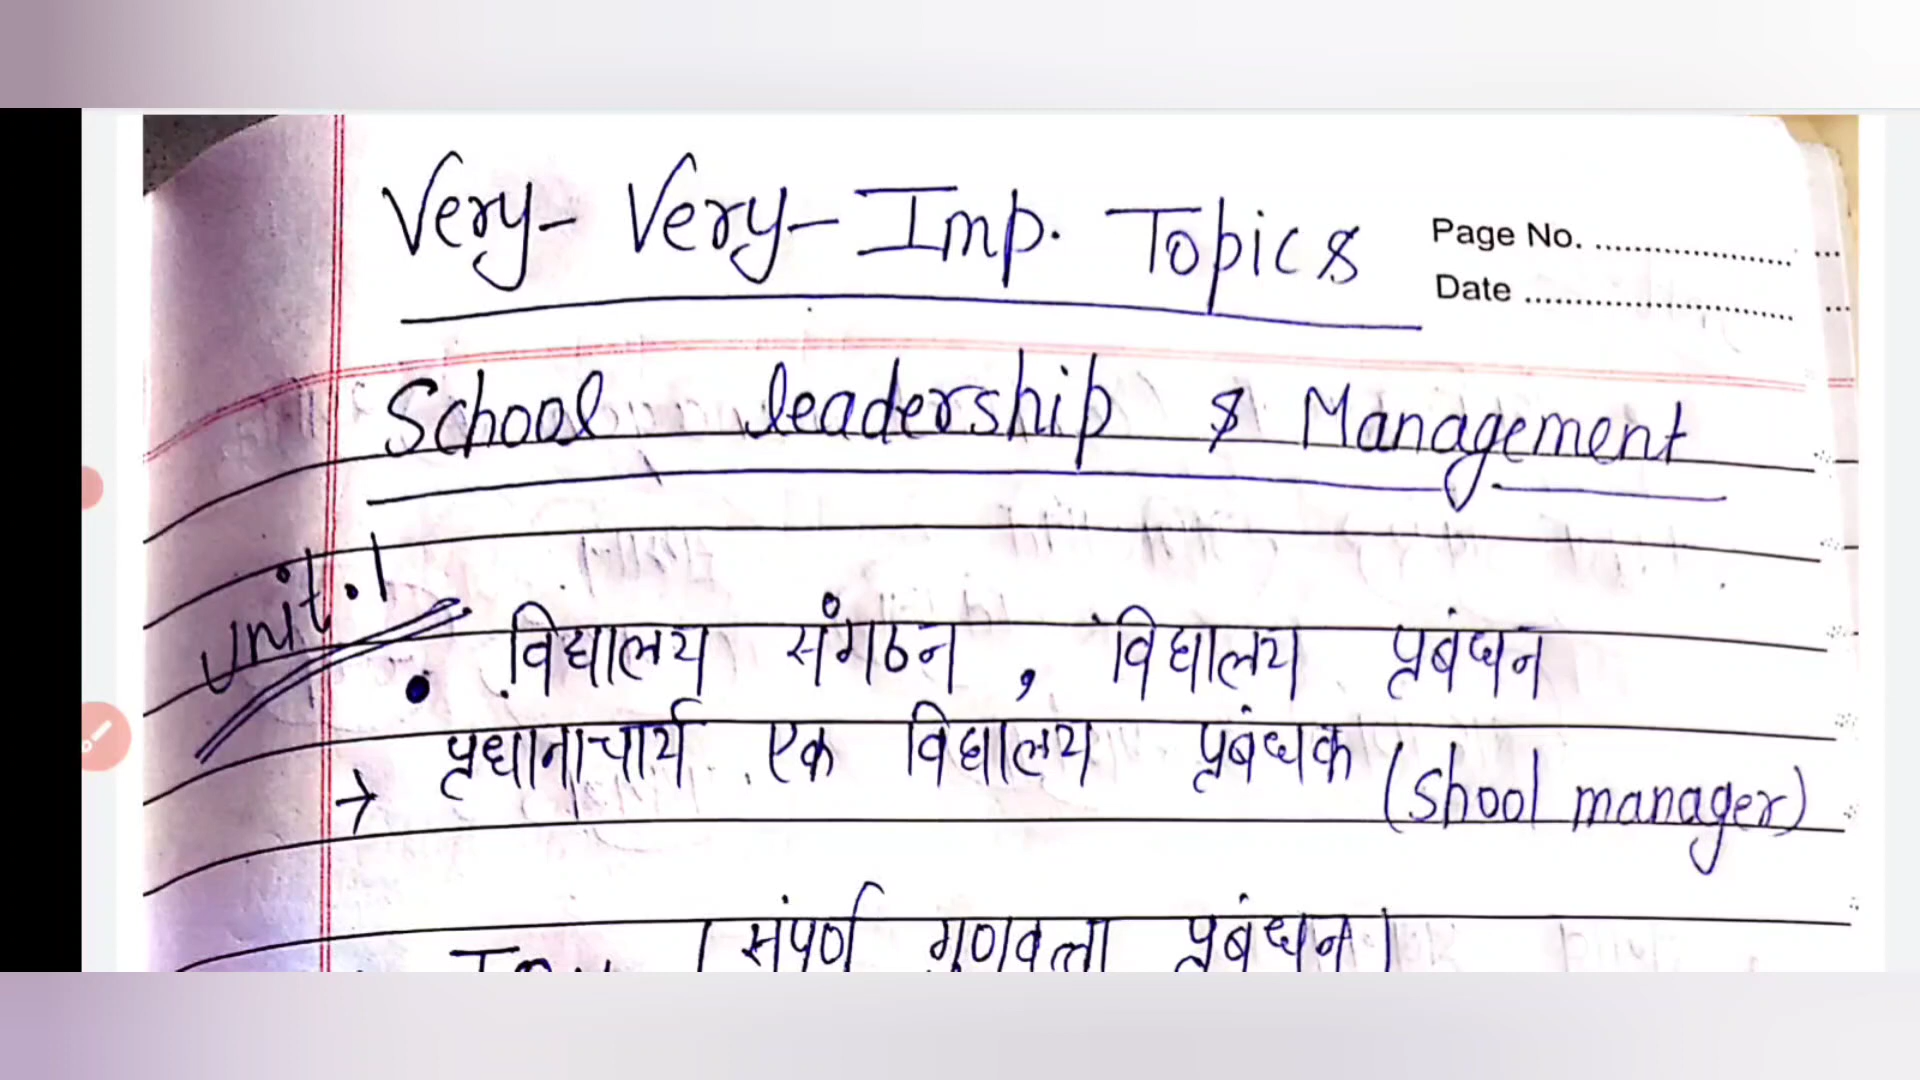 Very- Very- Imp. Topics
Page No.
Date
School leadership & Management
Unit.1
• विद्यालय संगठन , विद्यालय प्रबंधन
→ प्रधानाचार्य एक विद्यालय प्रबंधक (Shool manager)
(संपूर्ण गुणवत्ता प्रबंधन)